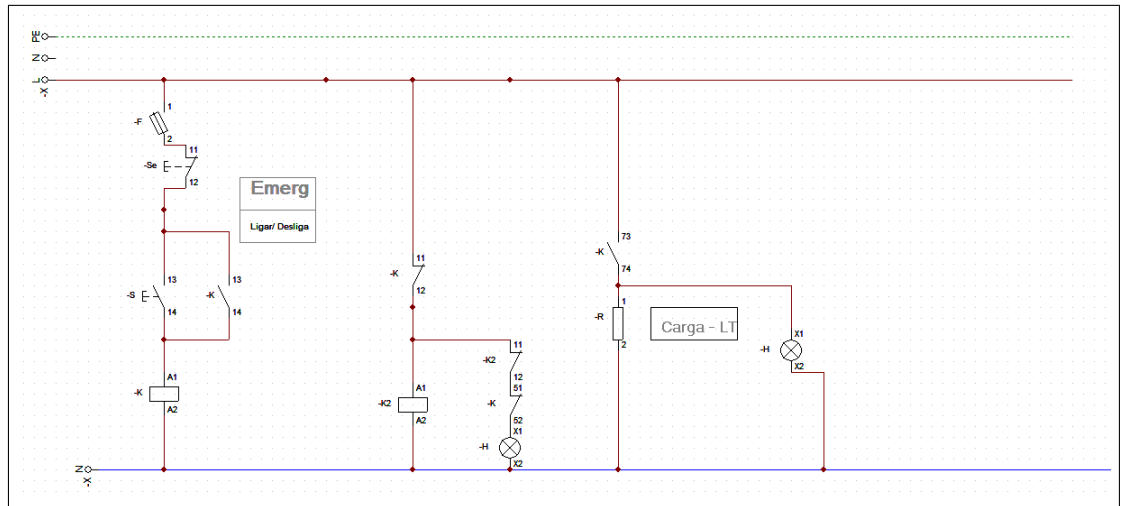 PE
N
L
-X
1
-F
2
11
-Se
12
Emerg
Ligar/ Desliga
13
-S
14
13
-K
14
A1
-K
A2
11
-K
12
A1
-K2
A2
11
-K2
12
51
-K
52
X1
-H
X2
73
-K
74
1
-R
2
Carga - LT
X1
-H
X2
N
-X